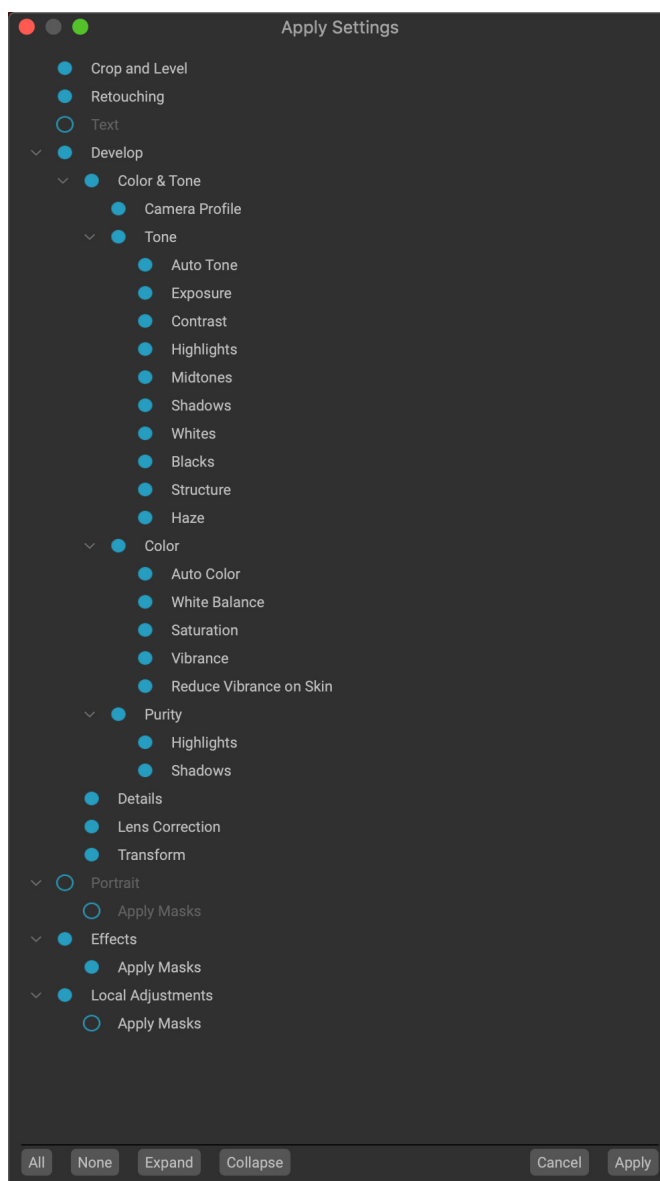 Apply Settings
Crop and Level
Retouching
Text
Develop
Color & Tone
Camera Profile
Tone
Auto Tone
Exposure
Contrast
Highlights
Midtones
Shadows
Whites
Blacks
Structure
Haze
Color
Auto Color
White Balance
Saturation
Vibrance
Reduce Vibrance on Skin
Purity
Highlights
Shadows
Details
Lens Correction
Transform
Portrait
Apply Masks
Effects
Apply Masks
Local Adjustments
Apply Masks
All None Expand Collapse Cancel Apply